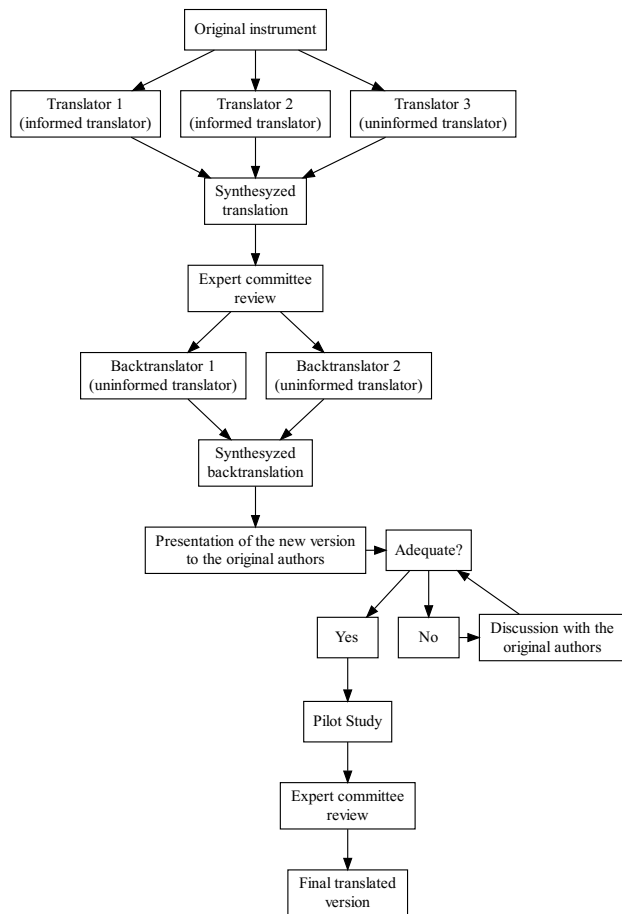 Original instrument
Translator 1
(informed translator)
Translator 2
(informed translator)
Translator 3
(uninformed translator)
Synthesyzed
translation
Expert committee
review
Backtranslator 1
(uninformed translator)
Backtranslator 2
(uninformed translator)
Synthesyzed
backtranslation
Presentation of the new version
to the original authors
Adequate?
Yes
No
Discussion with the
original authors
Pilot Study
Expert committee
review
Final translated
version